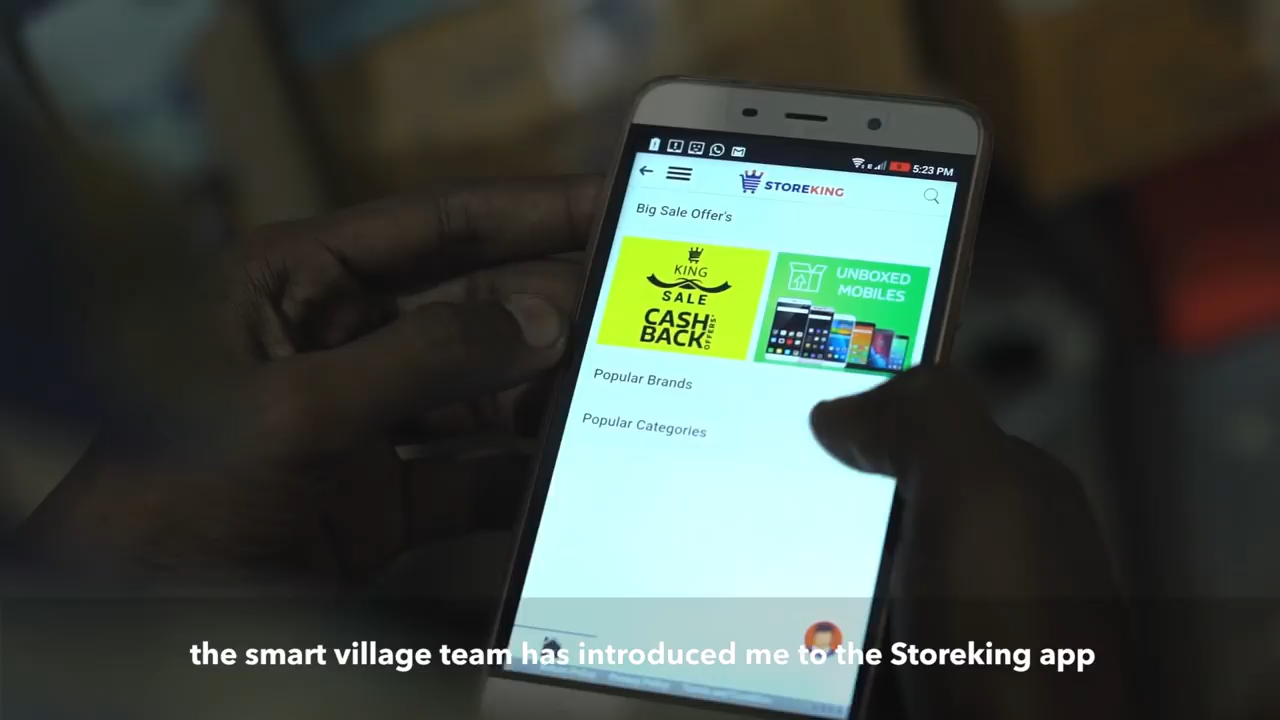 5:23 PM
STOREKING
Big Sale Offer's
KING
SALE
CASH
BACK
OFFERS*
UNBOXED
MOBILES
Popular Brands
Popular Categories
the smart village team has introduced me to the Storeking app